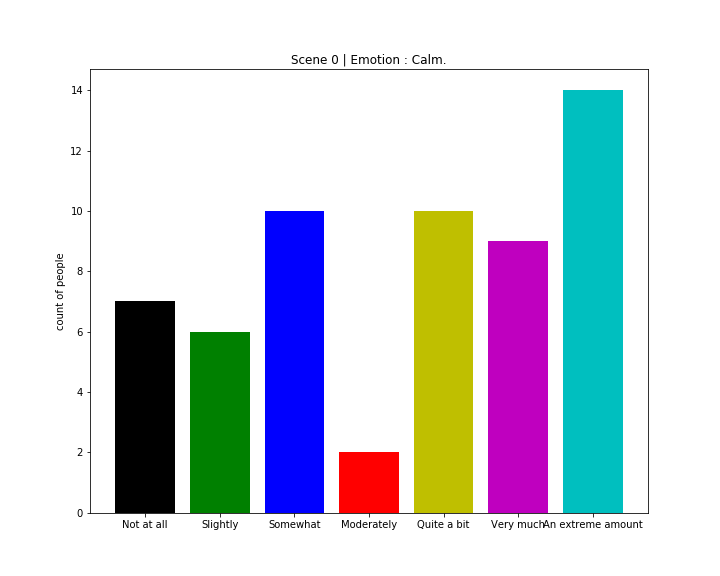 Scene 0 | Emotion : Calm.
count of people
14
12
10
8
6
4
2
0
Not at all Slightly Somewhat Moderately Quite a bit Very much An extreme amount